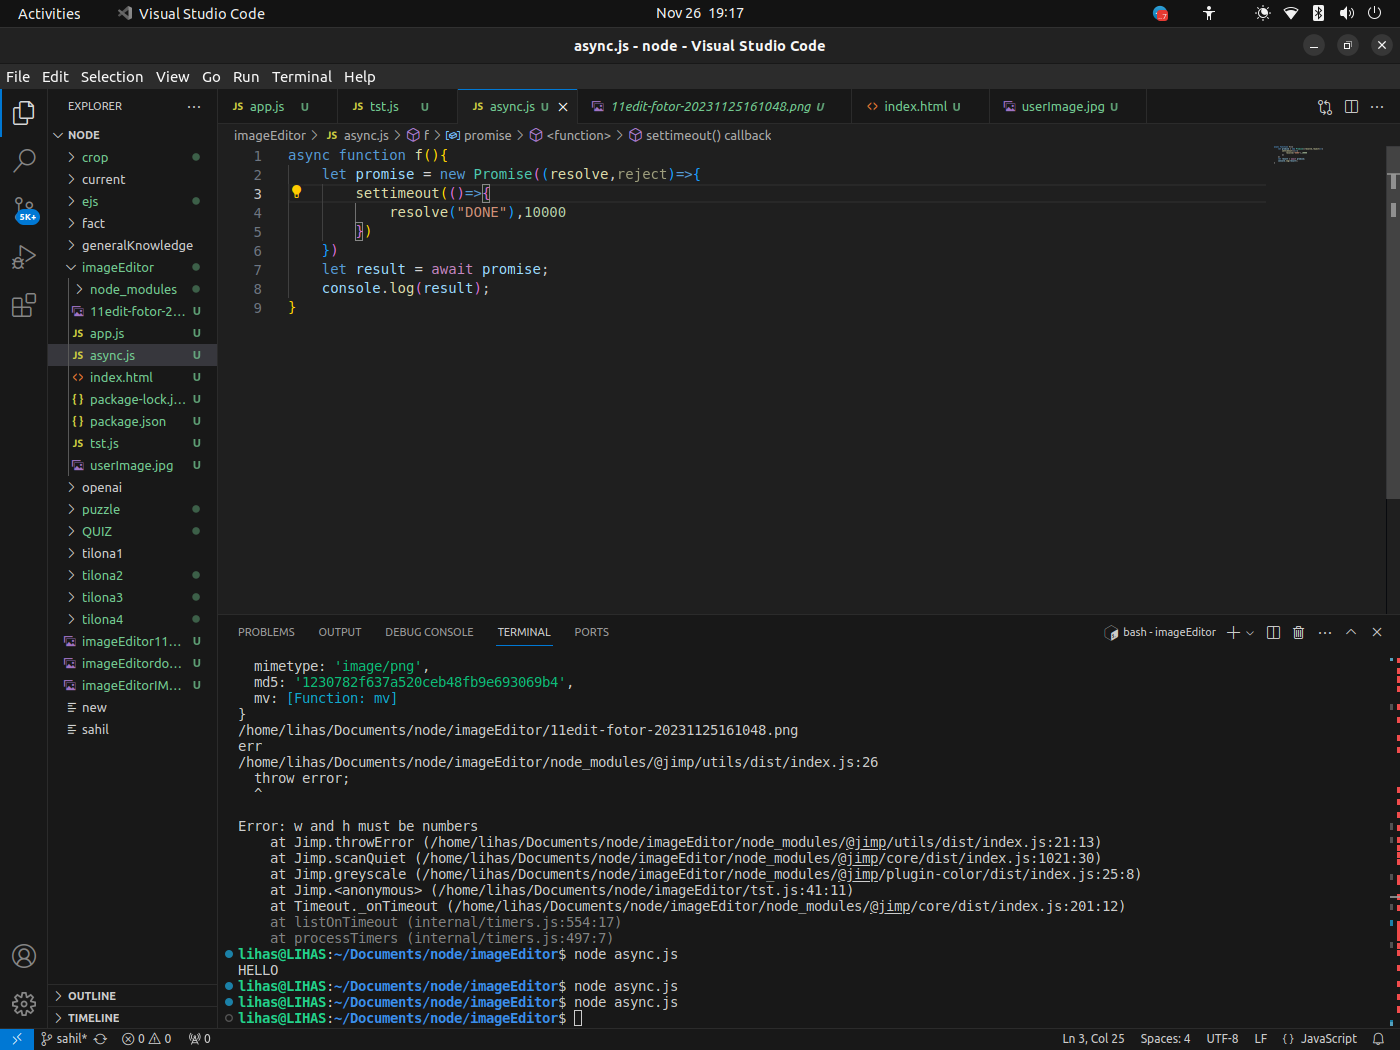 Activities
Visual Studio Code
Nov 26 19:17
async.js - node - Visual Studio Code
File Edit Selection View Go Run Terminal Help
EXPLORER
NODE
crop
current
ejs
fact
generalKnowledge
imageEditor
node_modules
11edit-fotor-2... U
app.js U
async.js U
index.html U
package-lock.j... U
package.json U
tst.js U
userImage.jpg U
openai
puzzle
QUIZ
tilona1
tilona2
tilona3
tilona4
imageEditor11... U
imageEditordo... U
imageEditorIM... U
new
sahil
OUTLINE
TIMELINE
5K+
JS app.js U
JS tst.js U
JS async.js U
11edit-fotor-20231125161048.png U
index.html U
userImage.jpg U
imageEditor > JS async.js > f > promise > <function> > settimeout() callback
1 async function f(){
2 let promise = new Promise((resolve,reject)=>{
3 settimeout(()=>{
4 resolve("DONE"),10000
5 })
6 })
7 let result = await promise;
8 console.log(result);
9 }
PROBLEMS OUTPUT DEBUG CONSOLE TERMINAL PORTS
bash - imageEditor
mimetype: 'image/png',
md5: '1230782f637a520ceb48fb9e693069b4',
mv: [Function: mv]
}
/home/lihas/Documents/node/imageEditor/11edit-fotor-20231125161048.png
err
/home/lihas/Documents/node/imageEditor/node_modules/@jimp/utils/dist/index.js:26
throw error;
^
Error: w and h must be numbers
at Jimp.throwError (/home/lihas/Documents/node/imageEditor/node_modules/@jimp/utils/dist/index.js:21:13)
at Jimp.scanQuiet (/home/lihas/Documents/node/imageEditor/node_modules/@jimp/core/dist/index.js:1021:30)
at Jimp.greyscale (/home/lihas/Documents/node/imageEditor/node_modules/@jimp/plugin-color/dist/index.js:25:8)
at Jimp.<anonymous> (/home/lihas/Documents/node/imageEditor/tst.js:41:11)
at Timeout._onTimeout (/home/lihas/Documents/node/imageEditor/node_modules/@jimp/core/dist/index.js:201:12)
at listOnTimeout (internal/timers.js:554:17)
at processTimers (internal/timers.js:497:7)
lihas@LIHAS:~/Documents/node/imageEditor$ node async.js
HELLO
lihas@LIHAS:~/Documents/node/imageEditor$ node async.js
lihas@LIHAS:~/Documents/node/imageEditor$ node async.js
lihas@LIHAS:~/Documents/node/imageEditor$
sahil* 0 0 0
Ln 3, Col 25 Spaces: 4 UTF-8 LF {} JavaScript